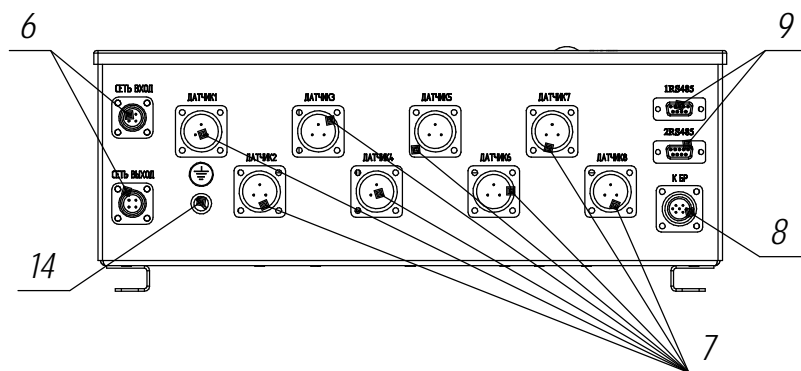 6
9
СЕТЬ ВХОД
ДАТЧИК1
ДАТЧИК3
ДАТЧИК5
ДАТЧИК7
1RS485
2RS485
СЕТЬ ВЫХОД
ДАТЧИК2
ДАТЧИК4
ДАТЧИК6
ДАТЧИК8
К БР
14
8
7